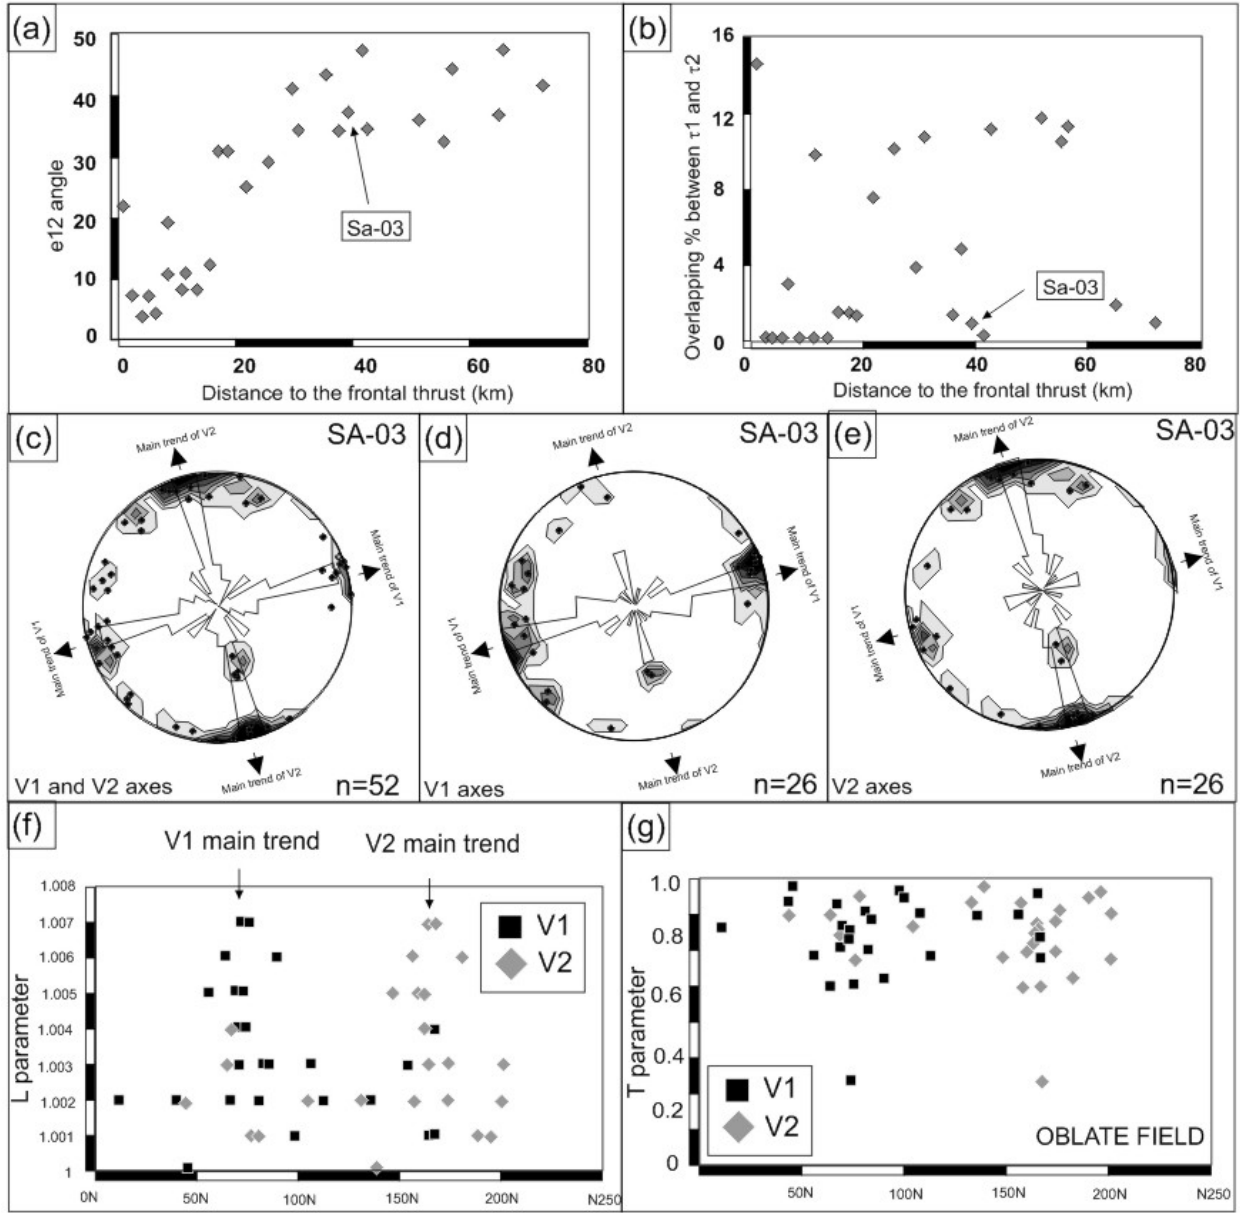 (a)
50
40
30
20
10
0
e12 angle
Sa-03
0 20 40 60 80
Distance to the frontal thrust (km)
(b)
16
12
8
4
0
Overlapping % between τ1 and τ2
Sa-03
0 20 40 60 80
Distance to the frontal thrust (km)
(c)
SA-03
Main trend of V2
Main trend of V1
Main trend of V1
Main trend of V2
V1 and V2 axes
n=52
(d)
SA-03
Main trend of V2
Main trend of V1
Main trend of V1
Main trend of V2
V1 axes
n=26
(e)
SA-03
Main trend of V2
Main trend of V1
Main trend of V1
Main trend of V2
V2 axes
n=26
(f)
V1 main trend
V2 main trend
1.008
1.007
1.006
1.005
1.004
1.003
1.002
1.001
1
L parameter
V1
V2
0N 50N 100N 150N 200N N250
(g)
1.0
0.8
0.6
0.4
0.2
0
T parameter
V1
V2
OBLATE FIELD
50N 100N 150N 200N N250